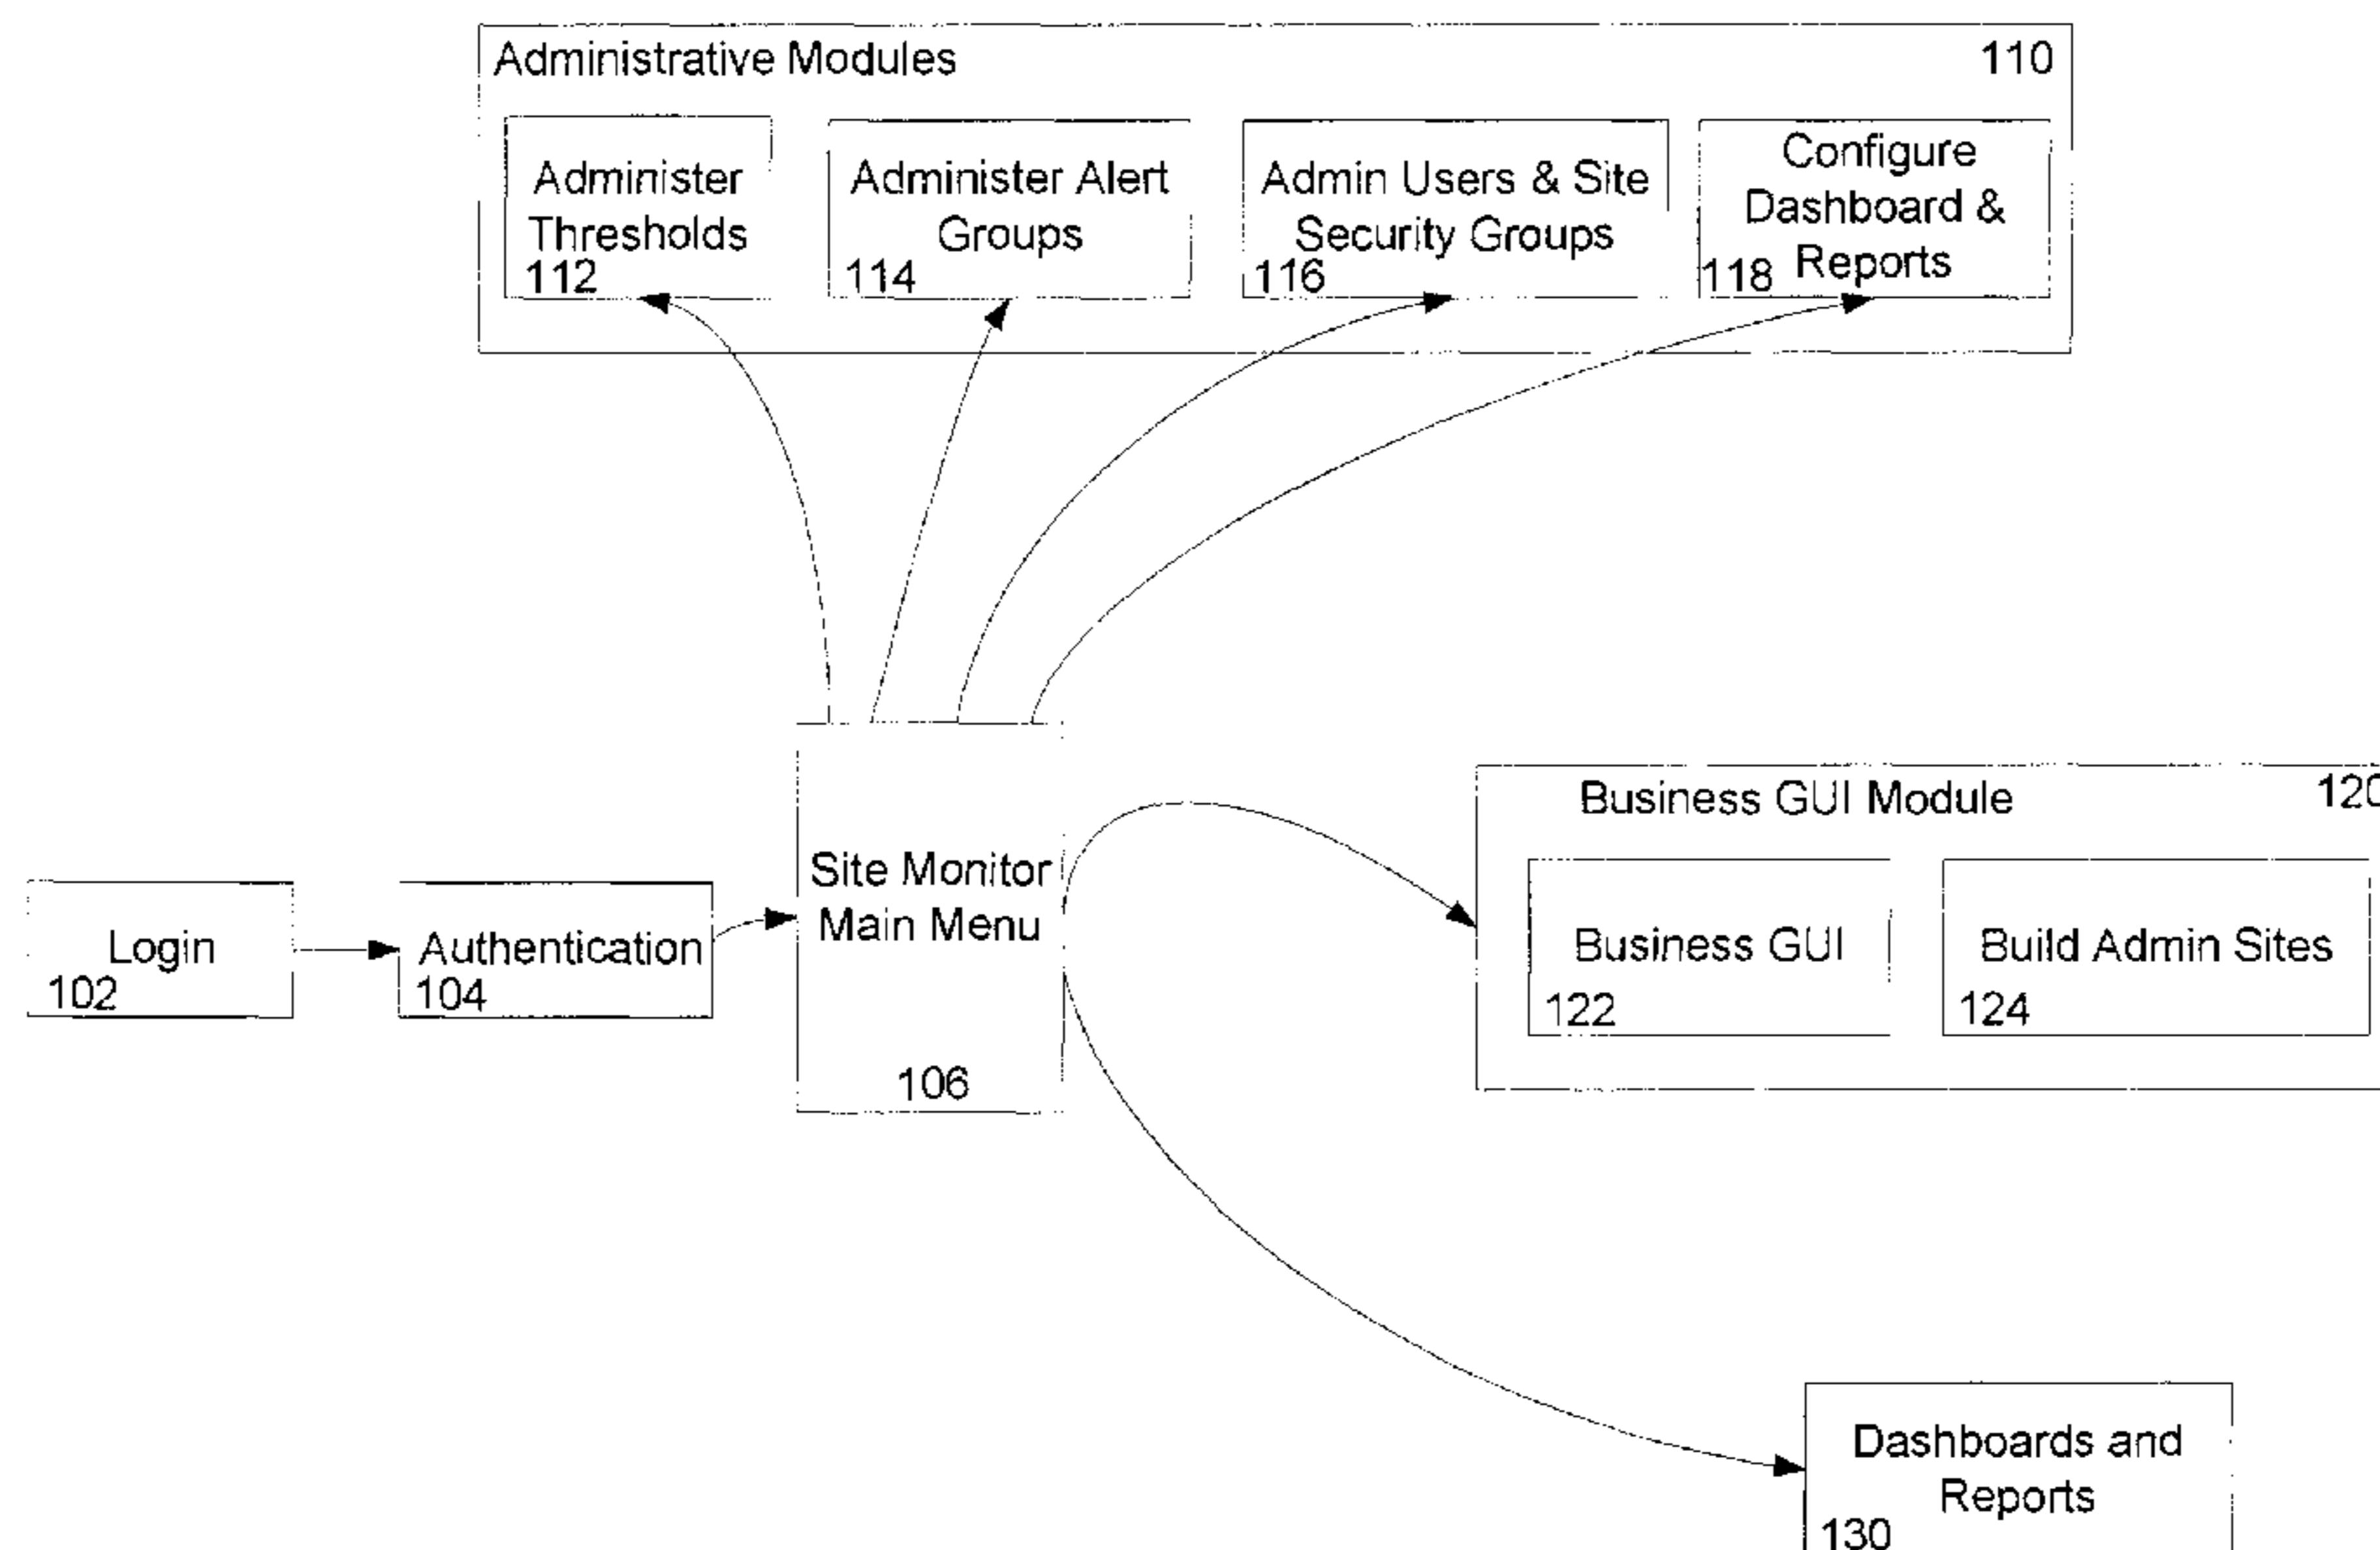 Administrative Modules
110
Administer
Thresholds
112
Administer Alert
Groups
114
Admin Users & Site
Security Groups
116
Configure
Dashboard &
Reports
118
Login
102
Authentication
104
Site Monitor
Main Menu
106
Business GUI Module
120
Business GUI
122
Build Admin Sites
124
Dashboards and
Reports
130